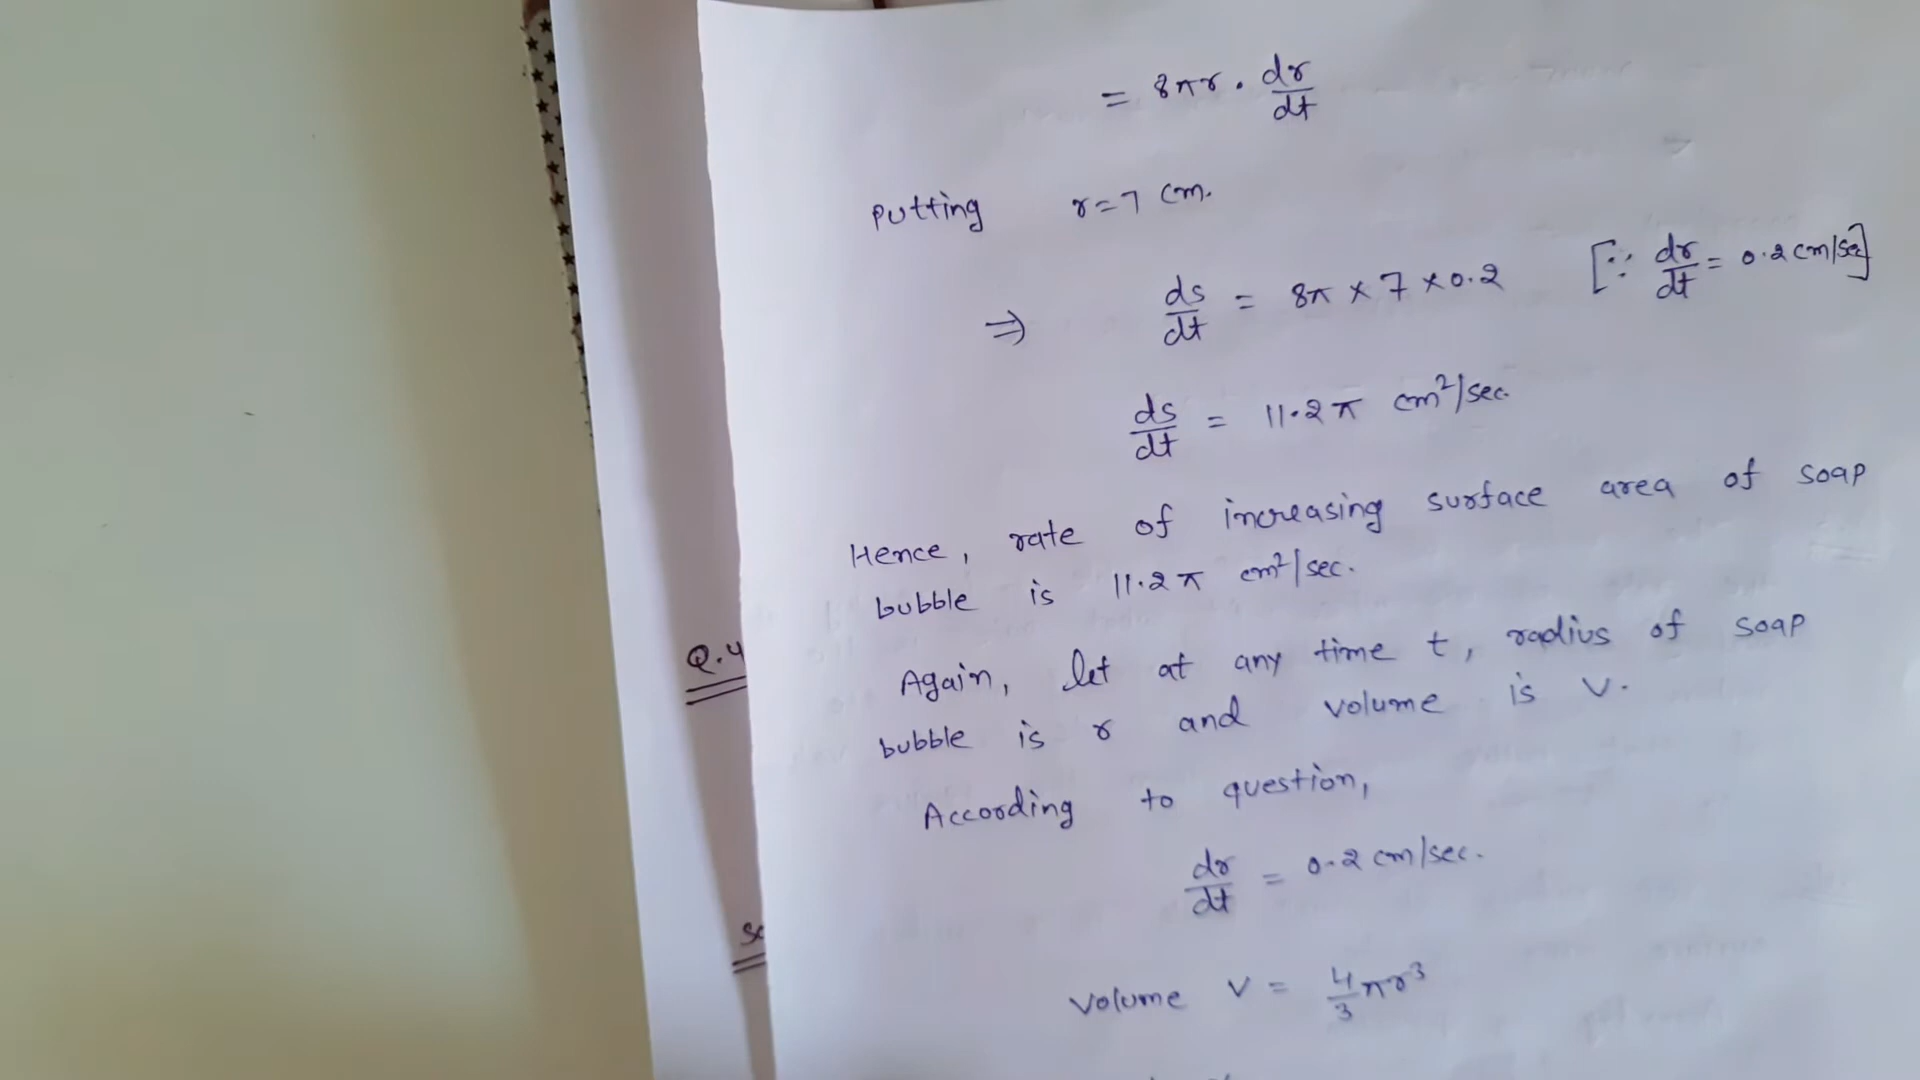 = 8πr · dr/dt
Putting r=7 cm.
⇒ ds/dt = 8π × 7 × 0.2 [∵ dr/dt = 0.2 cm/sec]
ds/dt = 11.2π cm²/sec.
Hence, rate of increasing surface area of soap
bubble is 11.2π cm²/sec.
Q.4
Again, let at any time t, radius of soap
bubble is r and volume is V.
According to question,
dr/dt = 0.2 cm/sec.
Volume V = 4/3 πr³